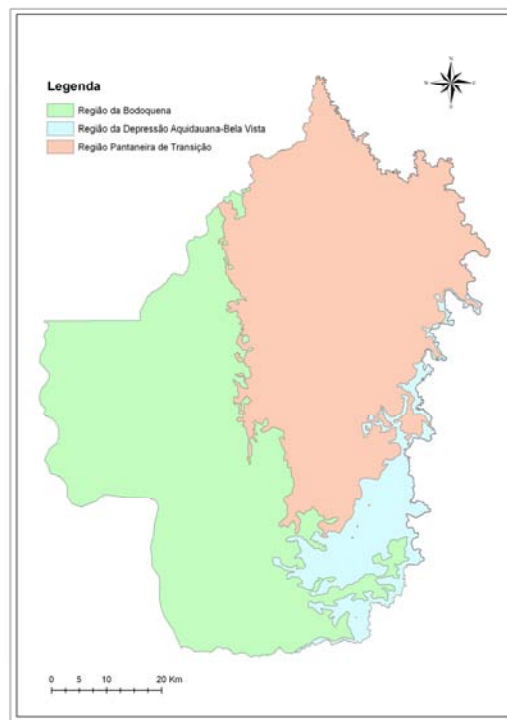 N
Legenda
Região da Bodoquena
Região da Depressão Aquidauana-Bela Vista
Região Pantaneira de Transição
0 5 10 20 Km